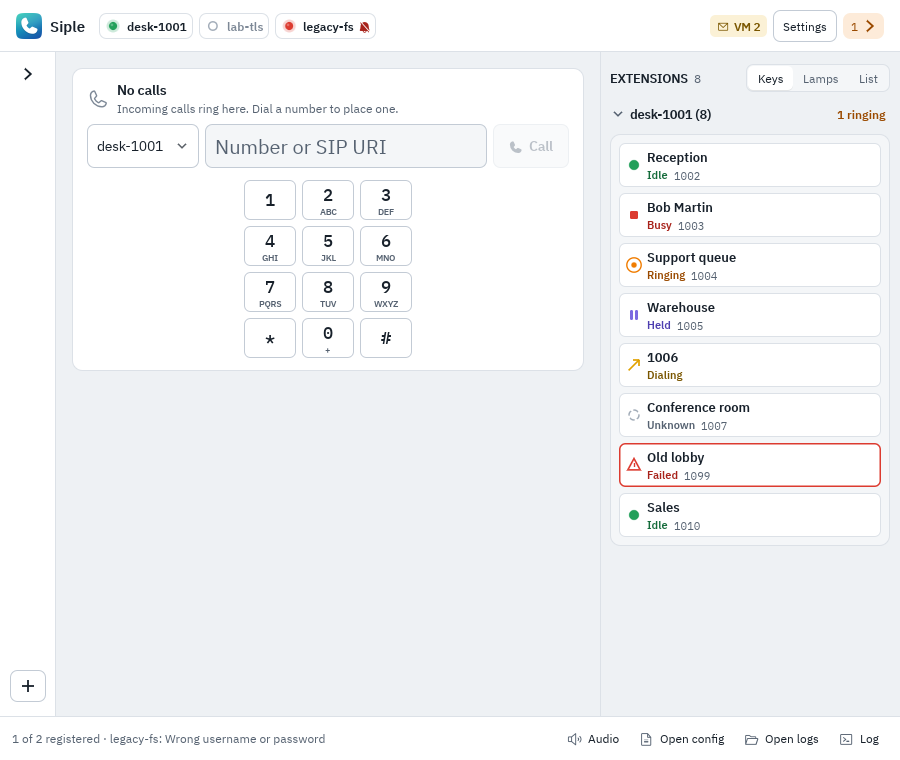 Siple
desk-1001
lab-tls
legacy-fs
VM 2
Settings
1
No calls
Incoming calls ring here. Dial a number to place one.
desk-1001
Number or SIP URI
Call
1
2
ABC
3
DEF
4
GHI
5
JKL
6
MNO
7
PQRS
8
TUV
9
WXYZ
*
0
+
#
EXTENSIONS 8
Keys
Lamps
List
desk-1001 (8)
1 ringing
Reception
Idle 1002
Bob Martin
Busy 1003
Support queue
Ringing 1004
Warehouse
Held 1005
1006
Dialing
Conference room
Unknown 1007
Old lobby
Failed 1099
Sales
Idle 1010
1 of 2 registered · legacy-fs: Wrong username or password
Audio
Open config
Open logs
Log